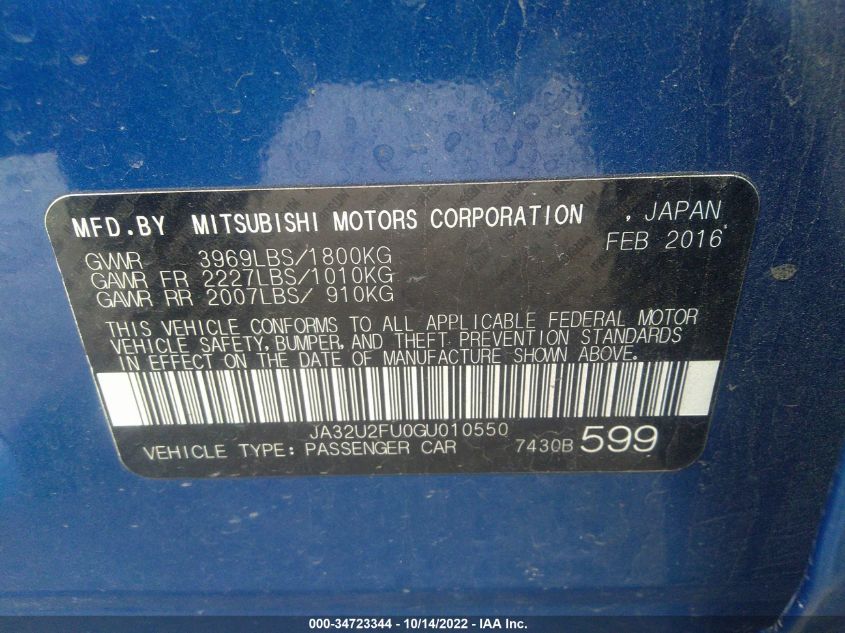 MFD.BY MITSUBISHI MOTORS CORPORATION , JAPAN
FEB 2016
GVWR 3969LBS/1800KG
GAWR FR 2227LBS/1010KG
GAWR RR 2007LBS/ 910KG
THIS VEHICLE CONFORMS TO ALL APPLICABLE FEDERAL MOTOR
VEHICLE SAFETY, BUMPER, AND THEFT PREVENTION STANDARDS
IN EFFECT ON THE DATE OF MANUFACTURE SHOWN ABOVE.
JA32U2FU0GU010550
VEHICLE TYPE: PASSENGER CAR 7430B 599
000-34723344 - 10/14/2022 - IAA Inc.